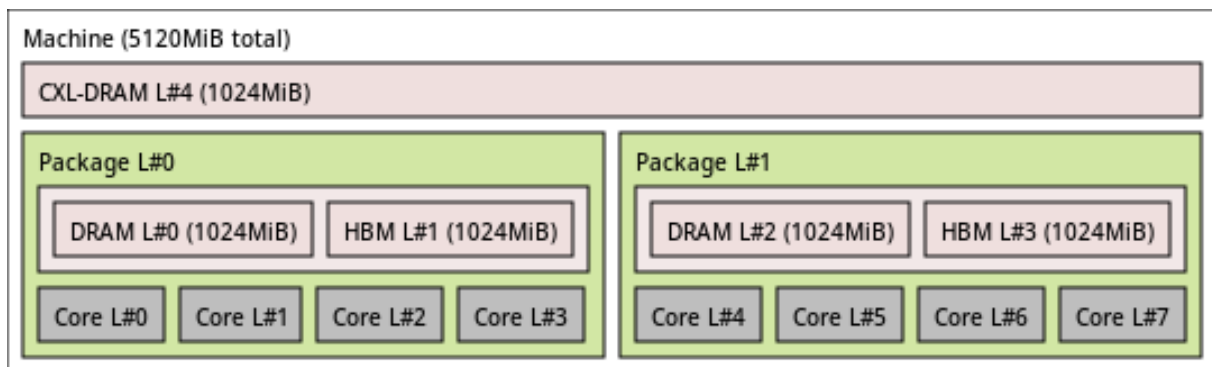 Machine (5120MiB total)
CXL-DRAM L#4 (1024MiB)
Package L#0
DRAM L#0 (1024MiB)
HBM L#1 (1024MiB)
Core L#0
Core L#1
Core L#2
Core L#3
Package L#1
DRAM L#2 (1024MiB)
HBM L#3 (1024MiB)
Core L#4
Core L#5
Core L#6
Core L#7